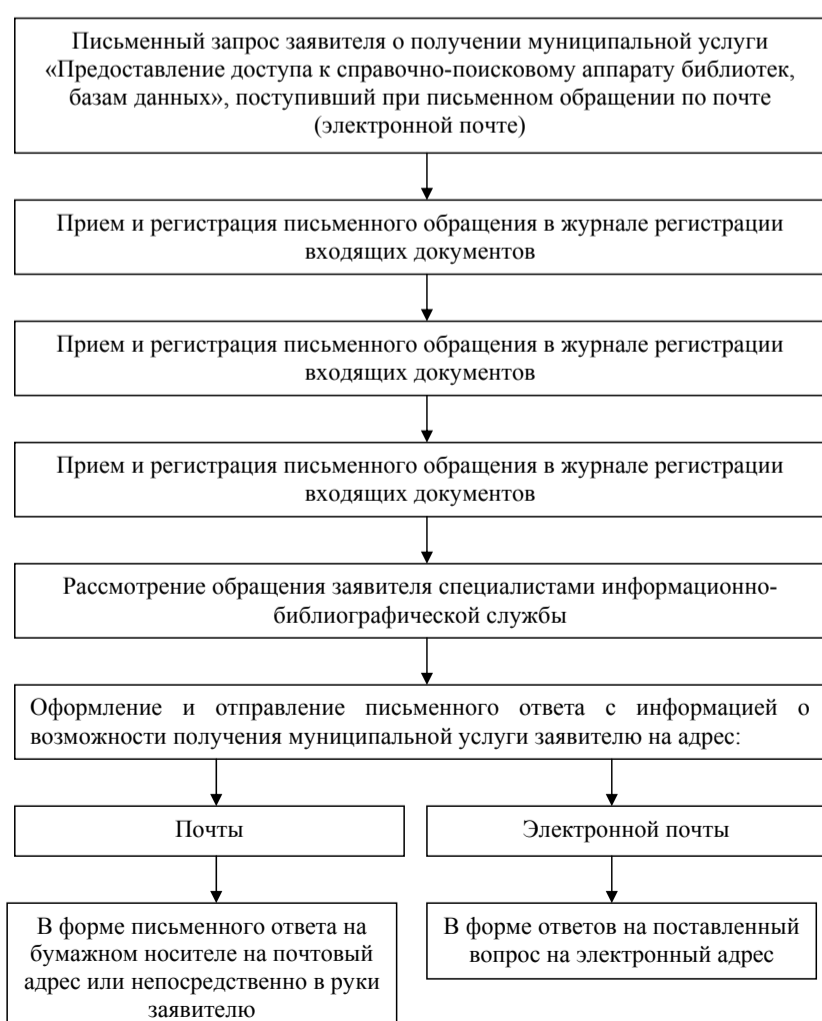 Письменный запрос заявителя о получении муниципальной услуги
«Предоставление доступа к справочно-поисковому аппарату библиотек,
базам данных», поступивший при письменном обращении по почте
(электронной почте)
Прием и регистрация письменного обращения в журнале регистрации
входящих документов
Прием и регистрация письменного обращения в журнале регистрации
входящих документов
Прием и регистрация письменного обращения в журнале регистрации
входящих документов
Рассмотрение обращения заявителя специалистами информационно-
библиографической службы
Оформление и отправление письменного ответа с информацией о
возможности получения муниципальной услуги заявителю на адрес:
Почты
Электронной почты
В форме письменного ответа на
бумажном носителе на почтовый
адрес или непосредственно в руки
заявителю
В форме ответов на поставленный
вопрос на электронный адрес